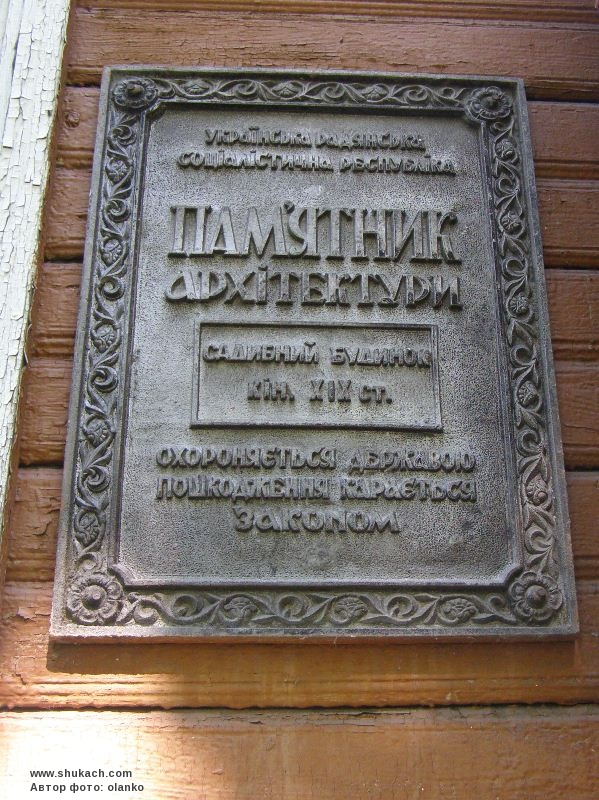 Українська Радянська
Соціалістична Республіка
ПАМ'ЯТНИК
АРХІТЕКТУРИ
САДИБНИЙ БУДИНОК
КІН. XIX СТ.
ОХОРОНЯЄТЬСЯ ДЕРЖАВОЮ
ПОШКОДЖЕННЯ КАРАЄТЬСЯ
ЗАКОНОМ
www.shukach.com
Автор фото: olanko